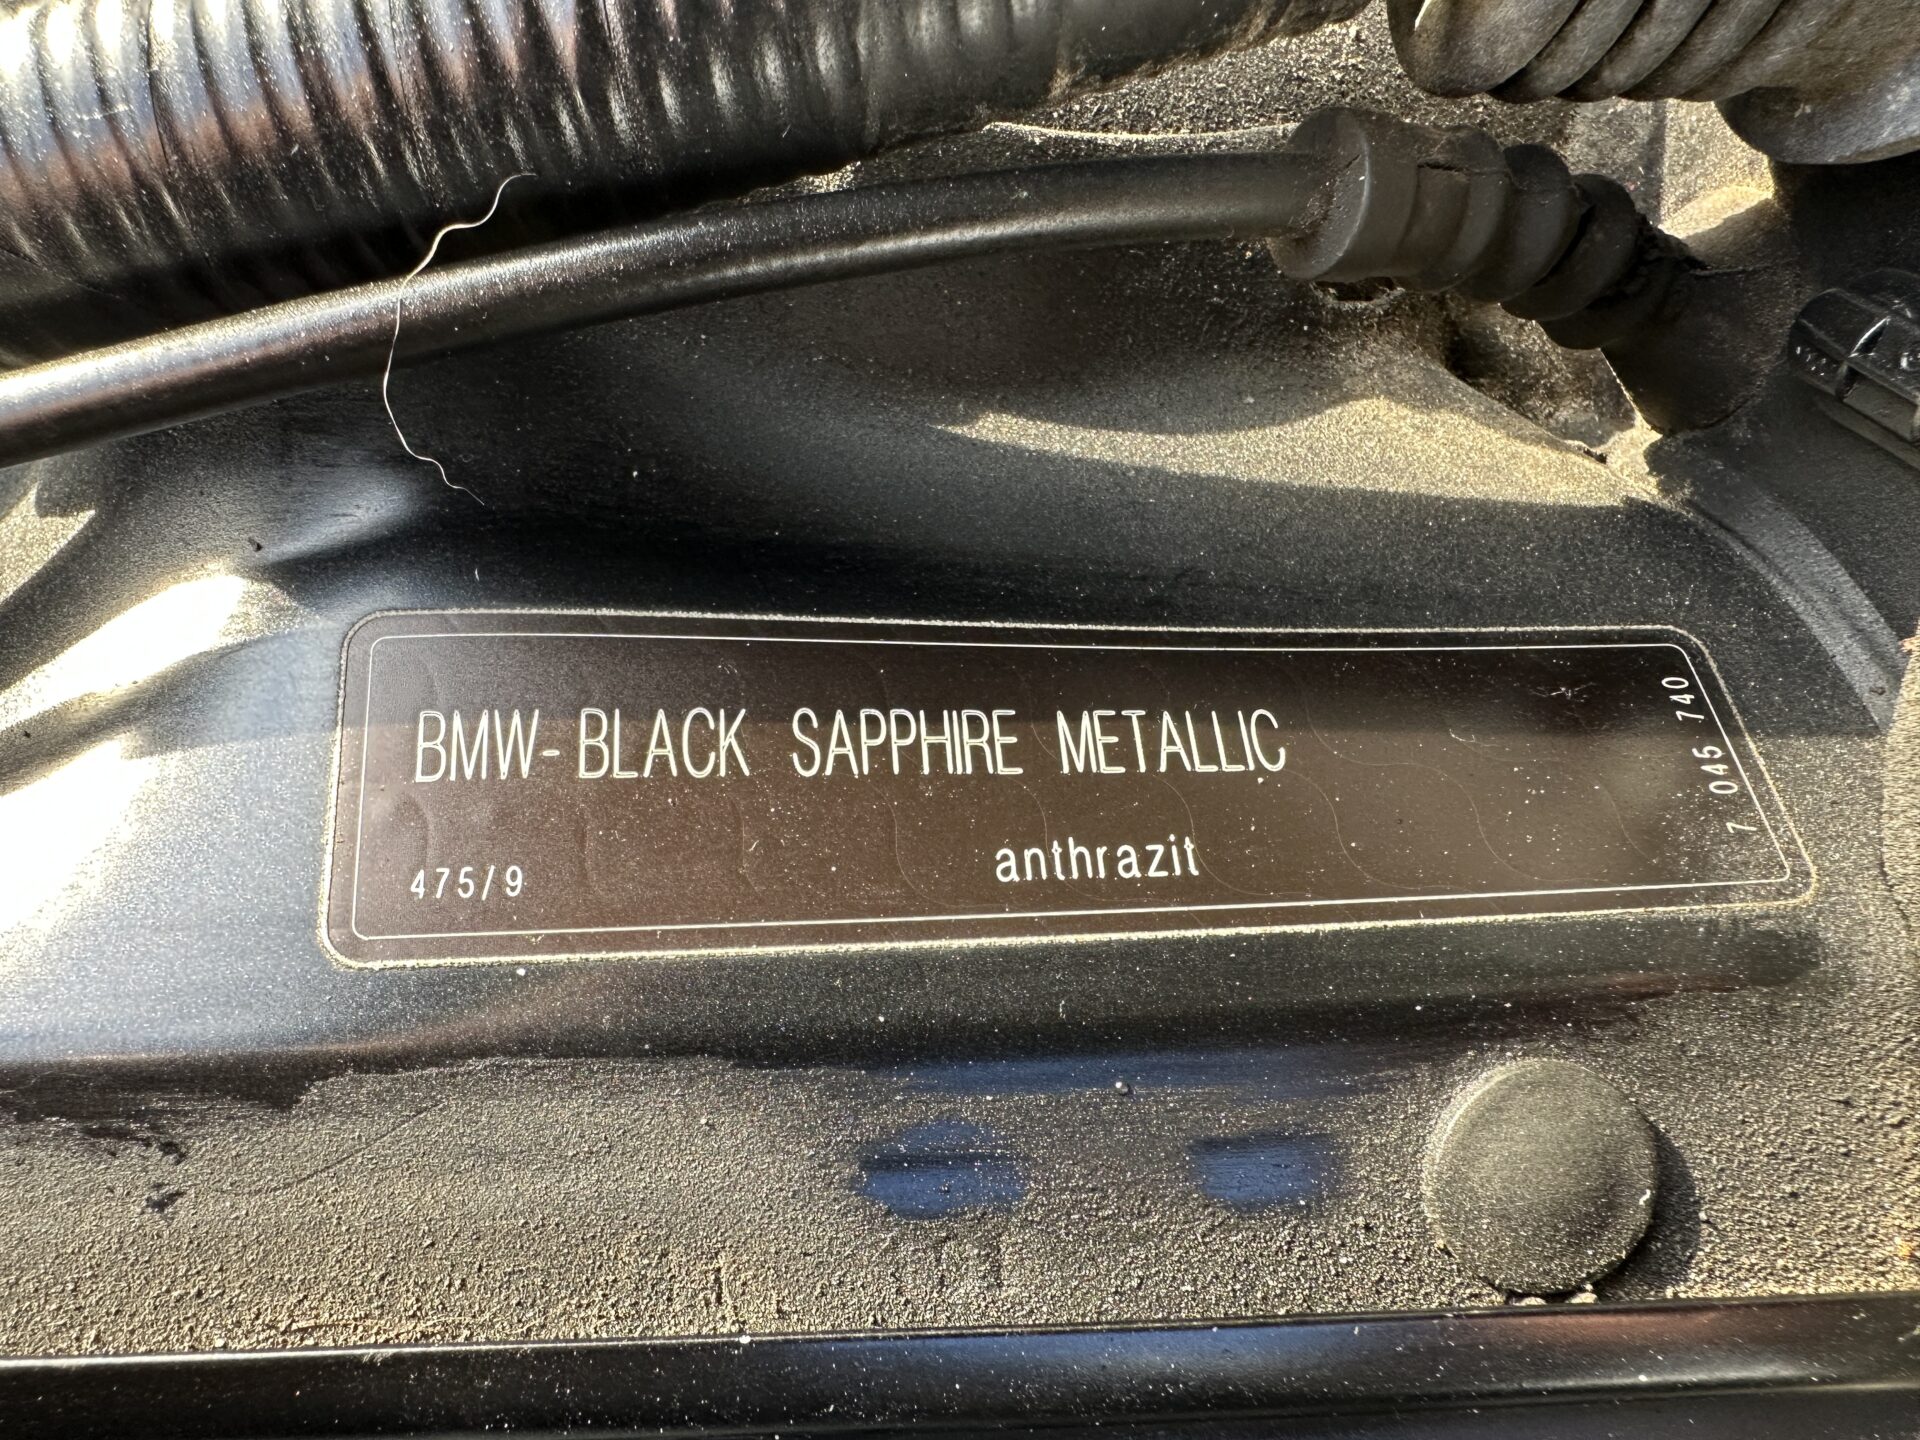 BMW-BLACK SAPPHIRE METALLIC
475/9 anthrazit
7 045 740